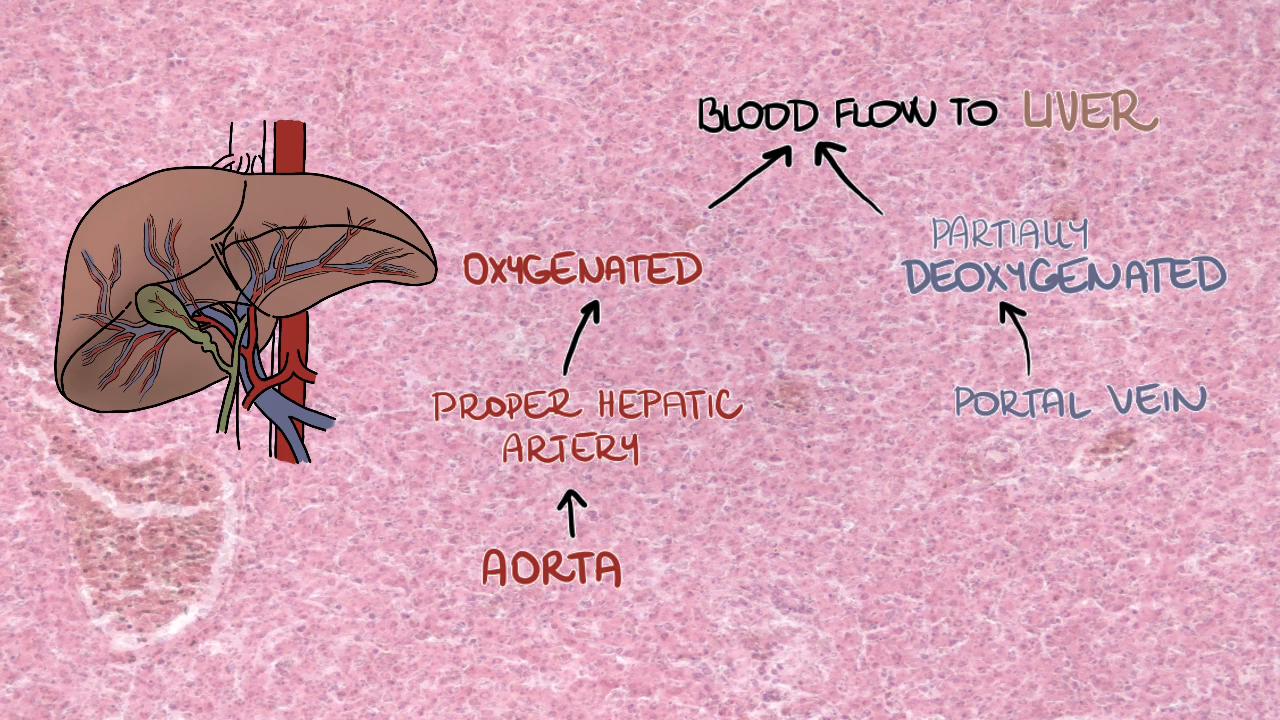 BLOOD FLOW TO LIVER
OXYGENATED
PARTIALLY
DEOXYGENATED
PROPER HEPATIC
ARTERY
PORTAL VEIN
AORTA